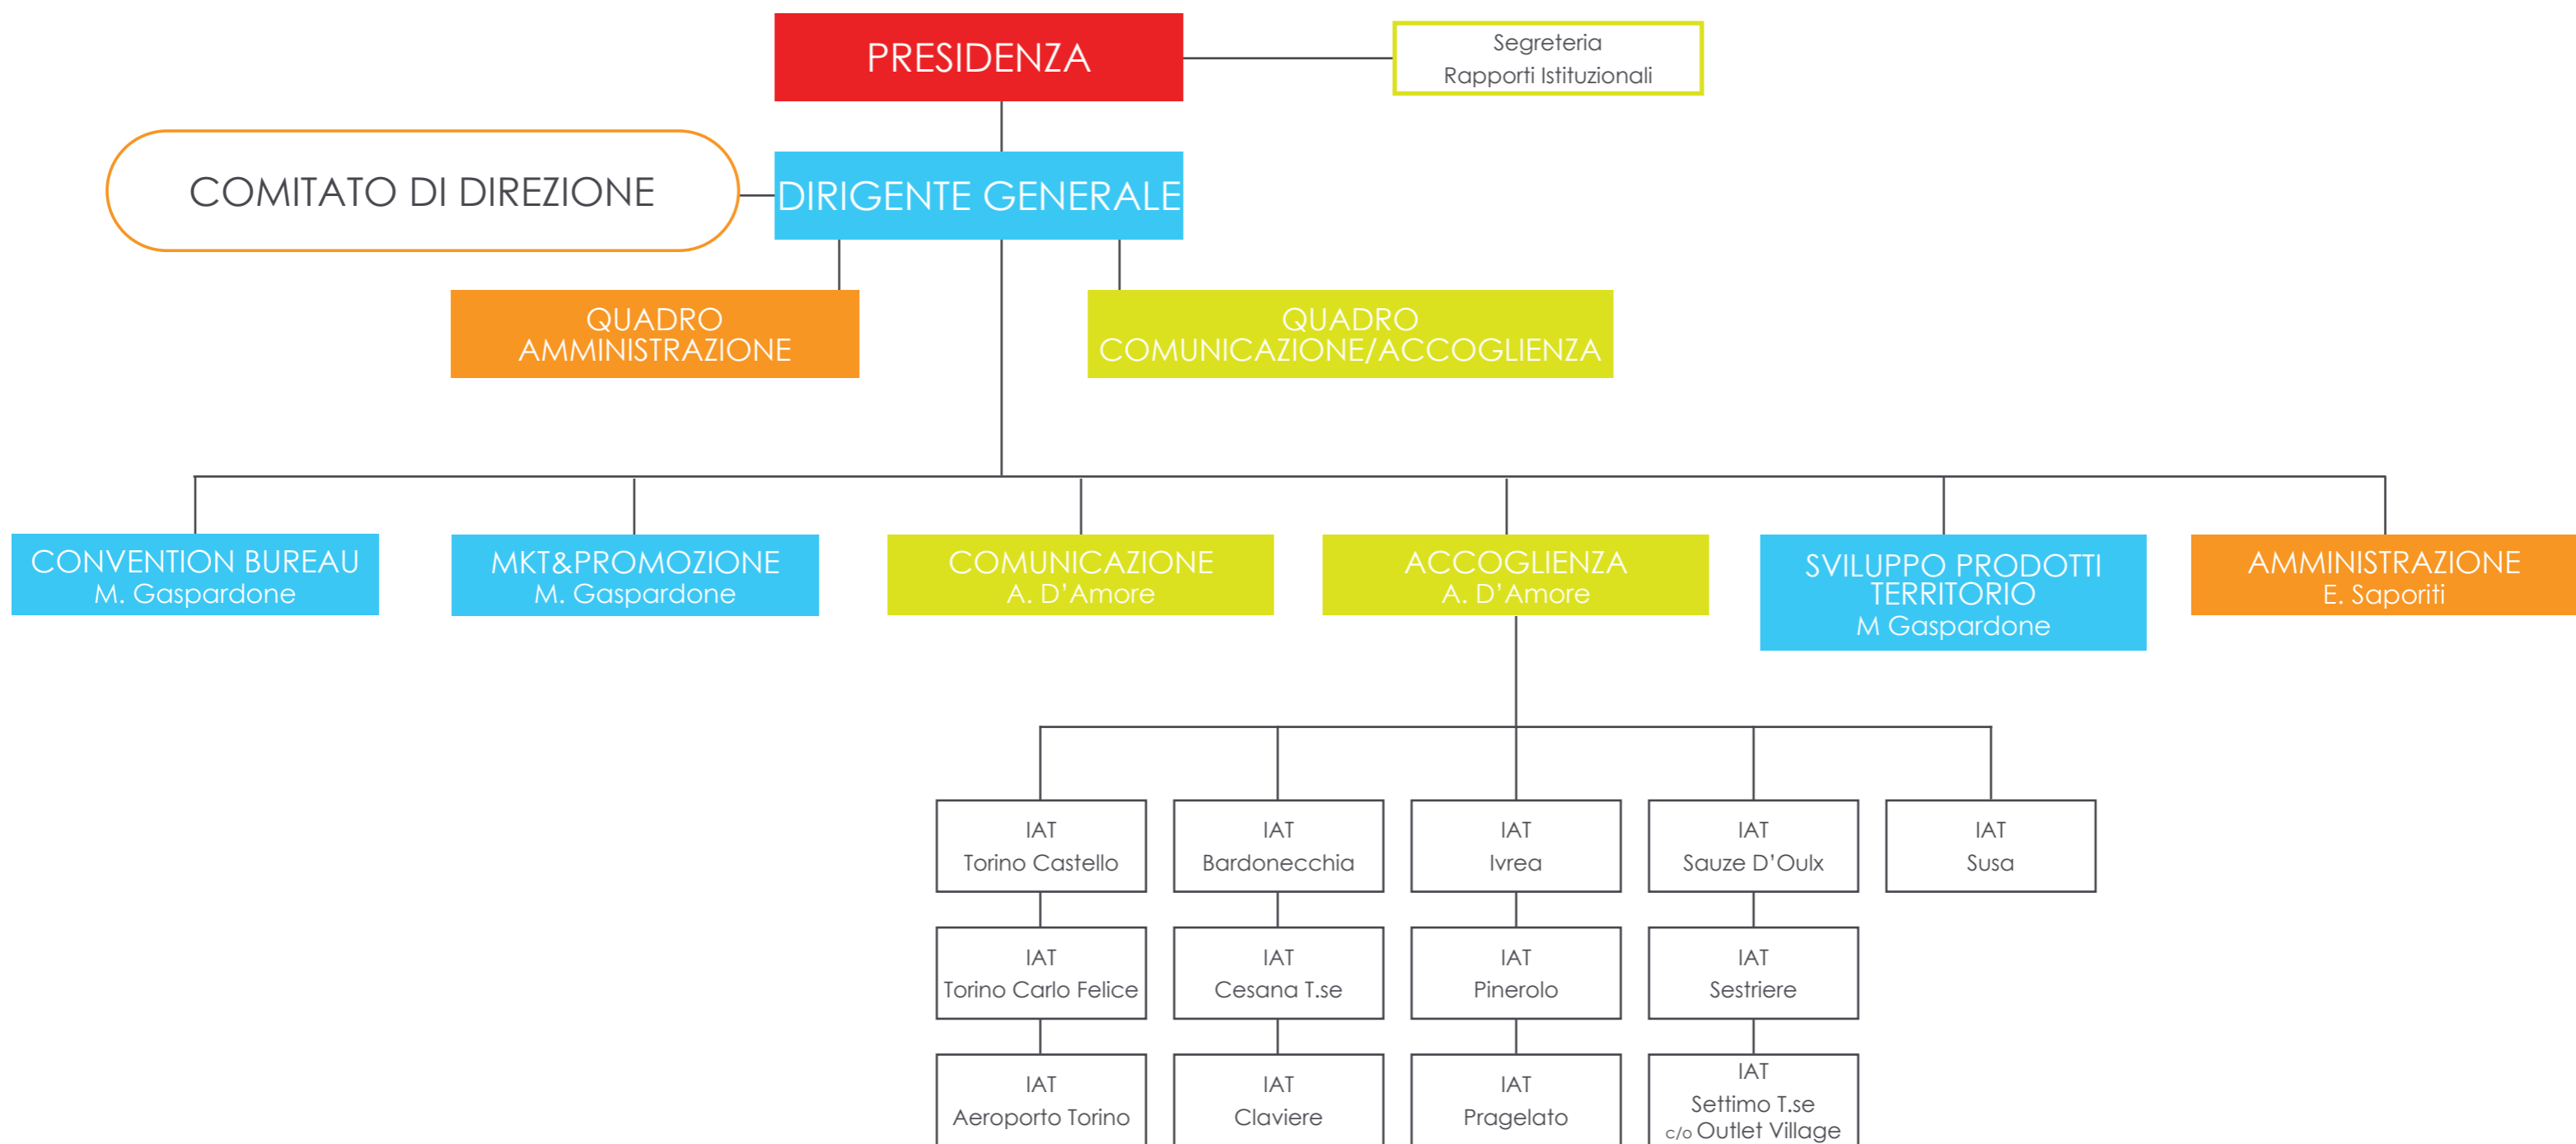 PRESIDENZA
Segreteria
Rapporti Istituzionali
COMITATO DI DIREZIONE
DIRIGENTE GENERALE
QUADRO
AMMINISTRAZIONE
QUADRO
COMUNICAZIONE/ACCOGLIENZA
CONVENTION BUREAU
M. Gaspardone
MKT&PROMOZIONE
M. Gaspardone
COMUNICAZIONE
A. D’Amore
ACCOGLIENZA
A. D’Amore
SVILUPPO PRODOTTI
TERRITORIO
M Gaspardone
AMMINISTRAZIONE
E. Saporiti
IAT
Torino Castello
IAT
Bardonecchia
IAT
Ivrea
IAT
Sauze D’Oulx
IAT
Susa
IAT
Torino Carlo Felice
IAT
Cesana T.se
IAT
Pinerolo
IAT
Sestriere
IAT
Aeroporto Torino
IAT
Claviere
IAT
Pragelato
IAT
Settimo T.se
c/o Outlet Village